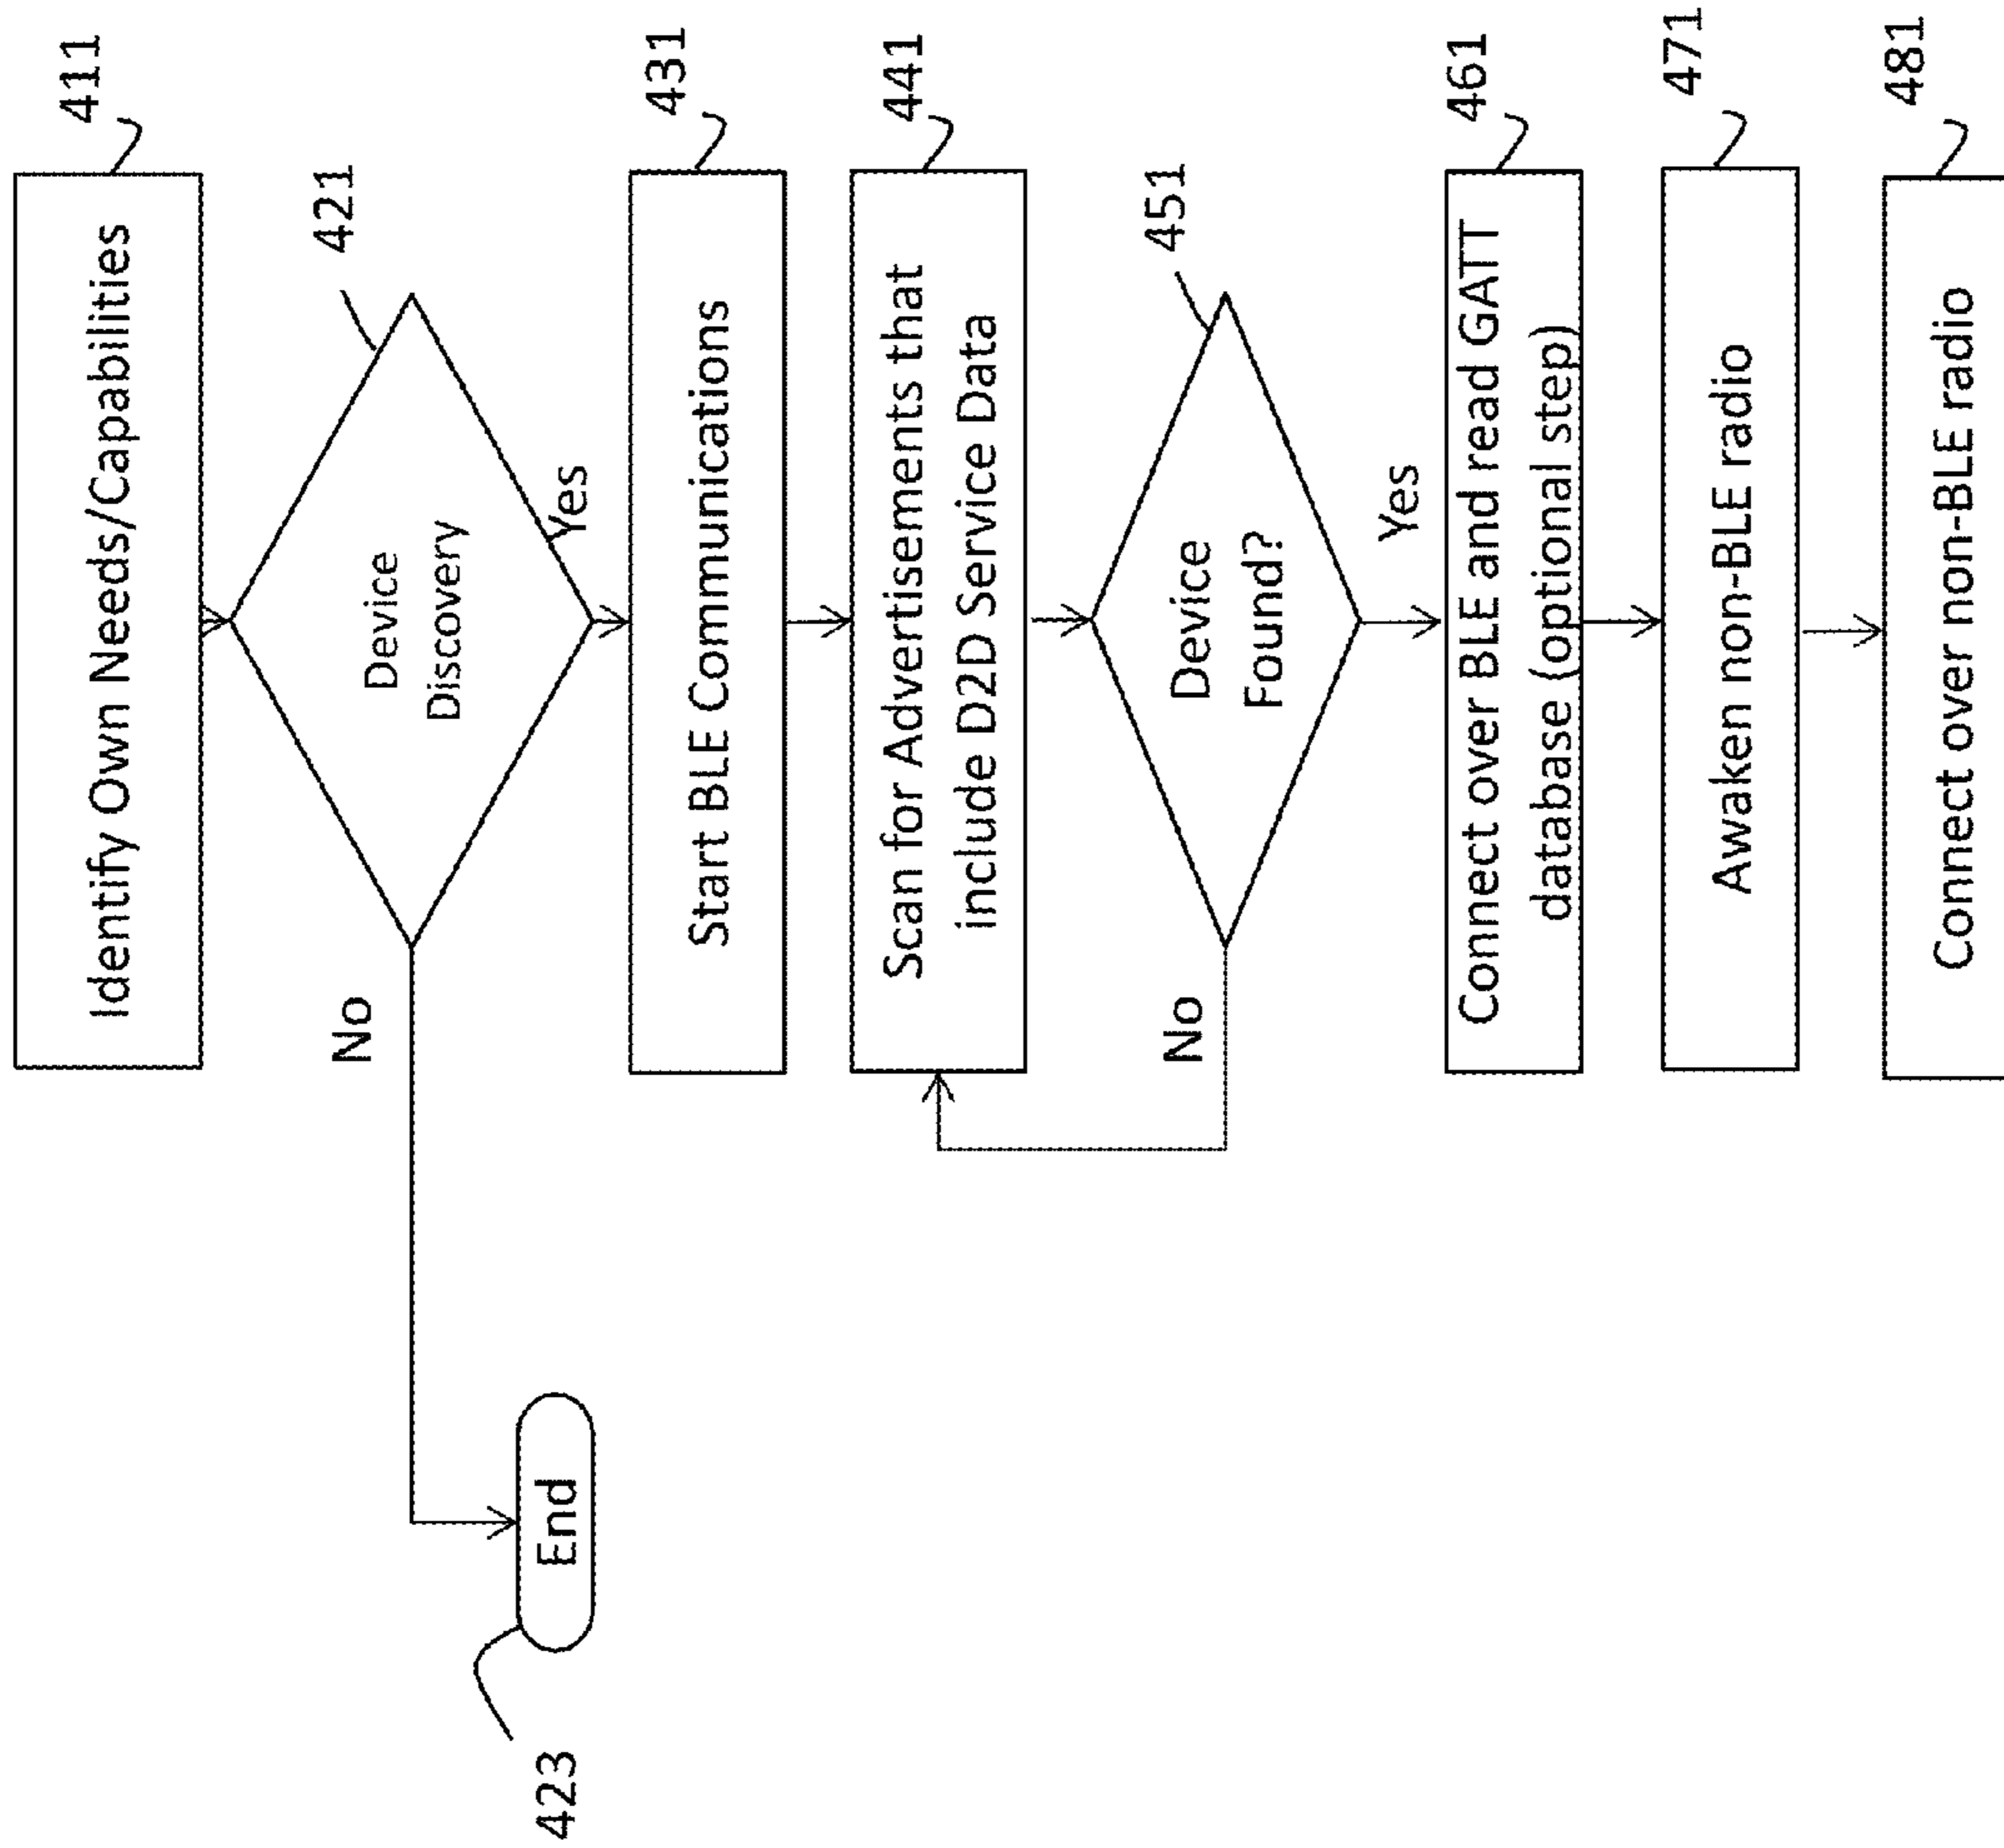 Identify Own Needs/Capabilities
411
Device
Discovery
421
No
Yes
End
423
Start BLE Communications
431
Scan for Advertisements that
include D2D Service Data
441
Device
Found?
451
No
Yes
Connect over BLE and read GATT
database (optional step)
461
Awaken non-BLE radio
471
Connect over non-BLE radio
481